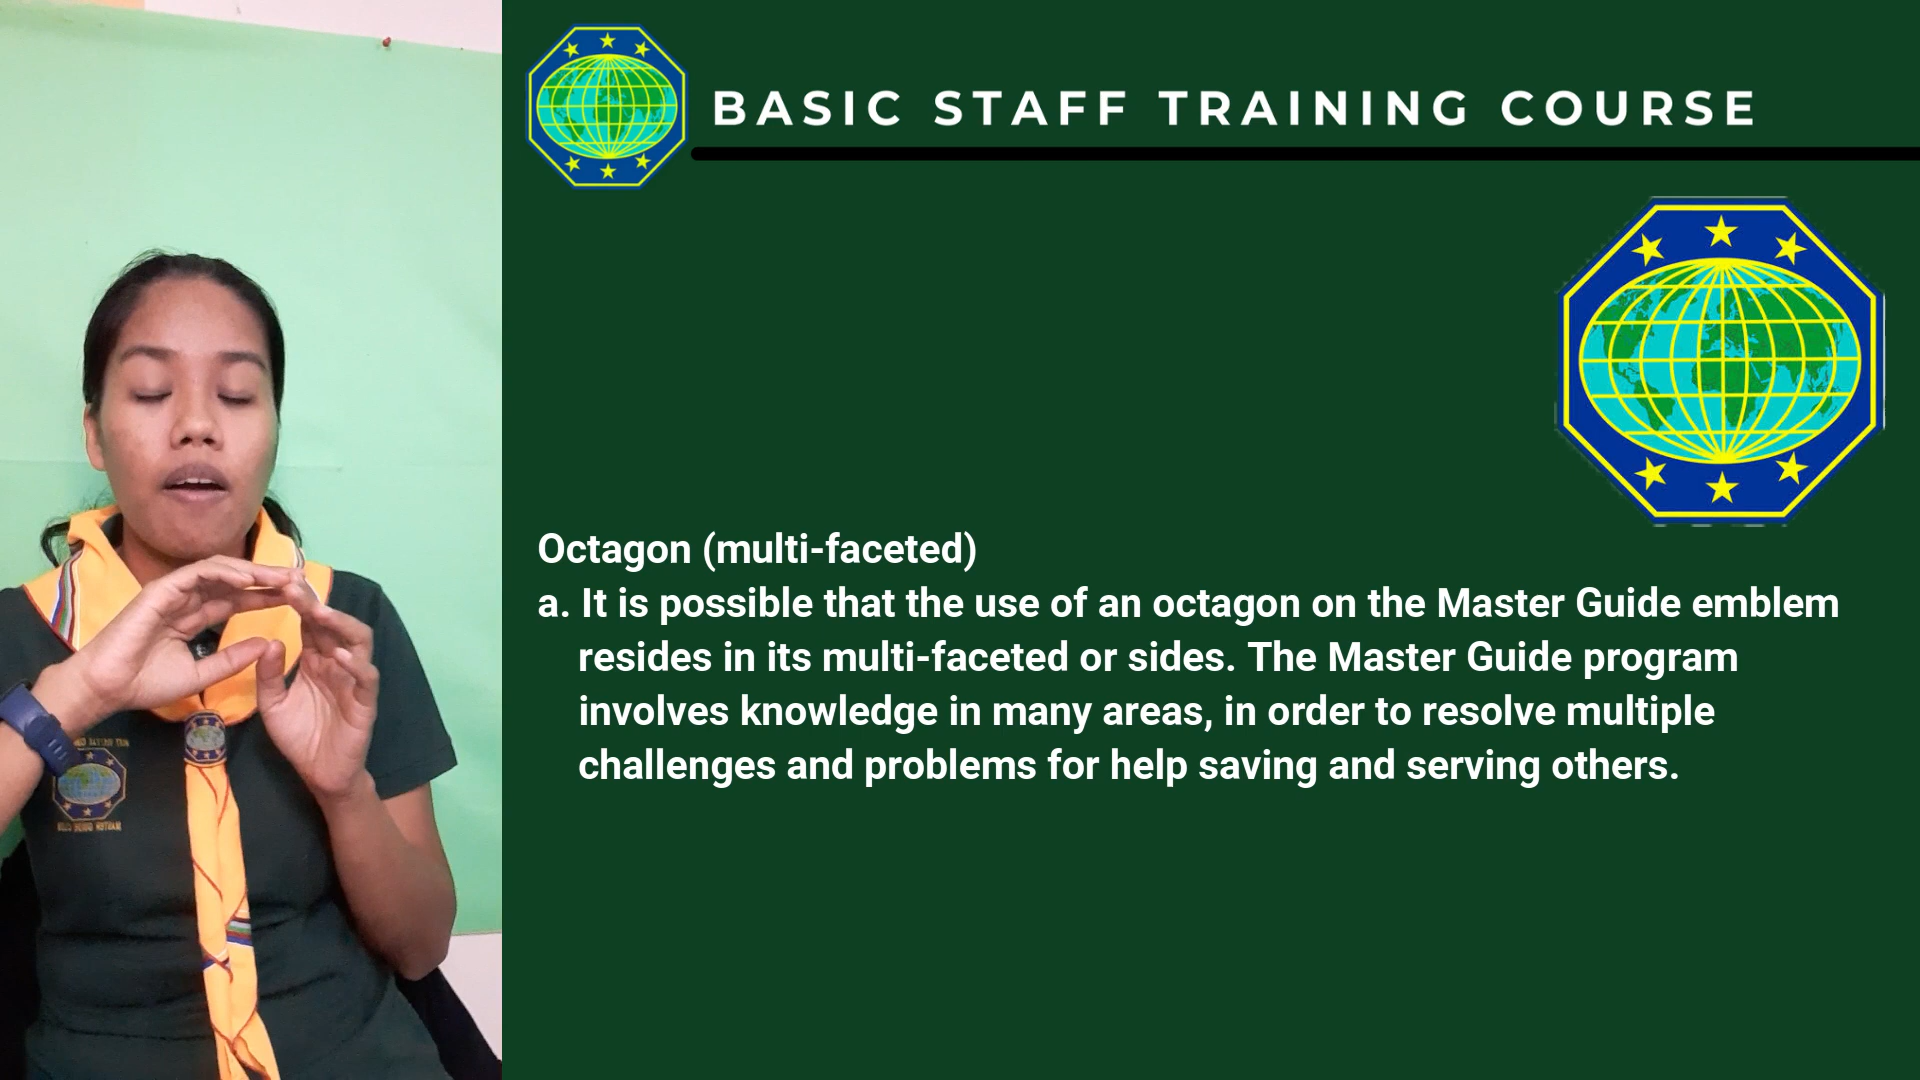 BASIC STAFF TRAINING COURSE
Octagon (multi-faceted)
a. It is possible that the use of an octagon on the Master Guide emblem
resides in its multi-faceted or sides. The Master Guide program
involves knowledge in many areas, in order to resolve multiple
challenges and problems for help saving and serving others.